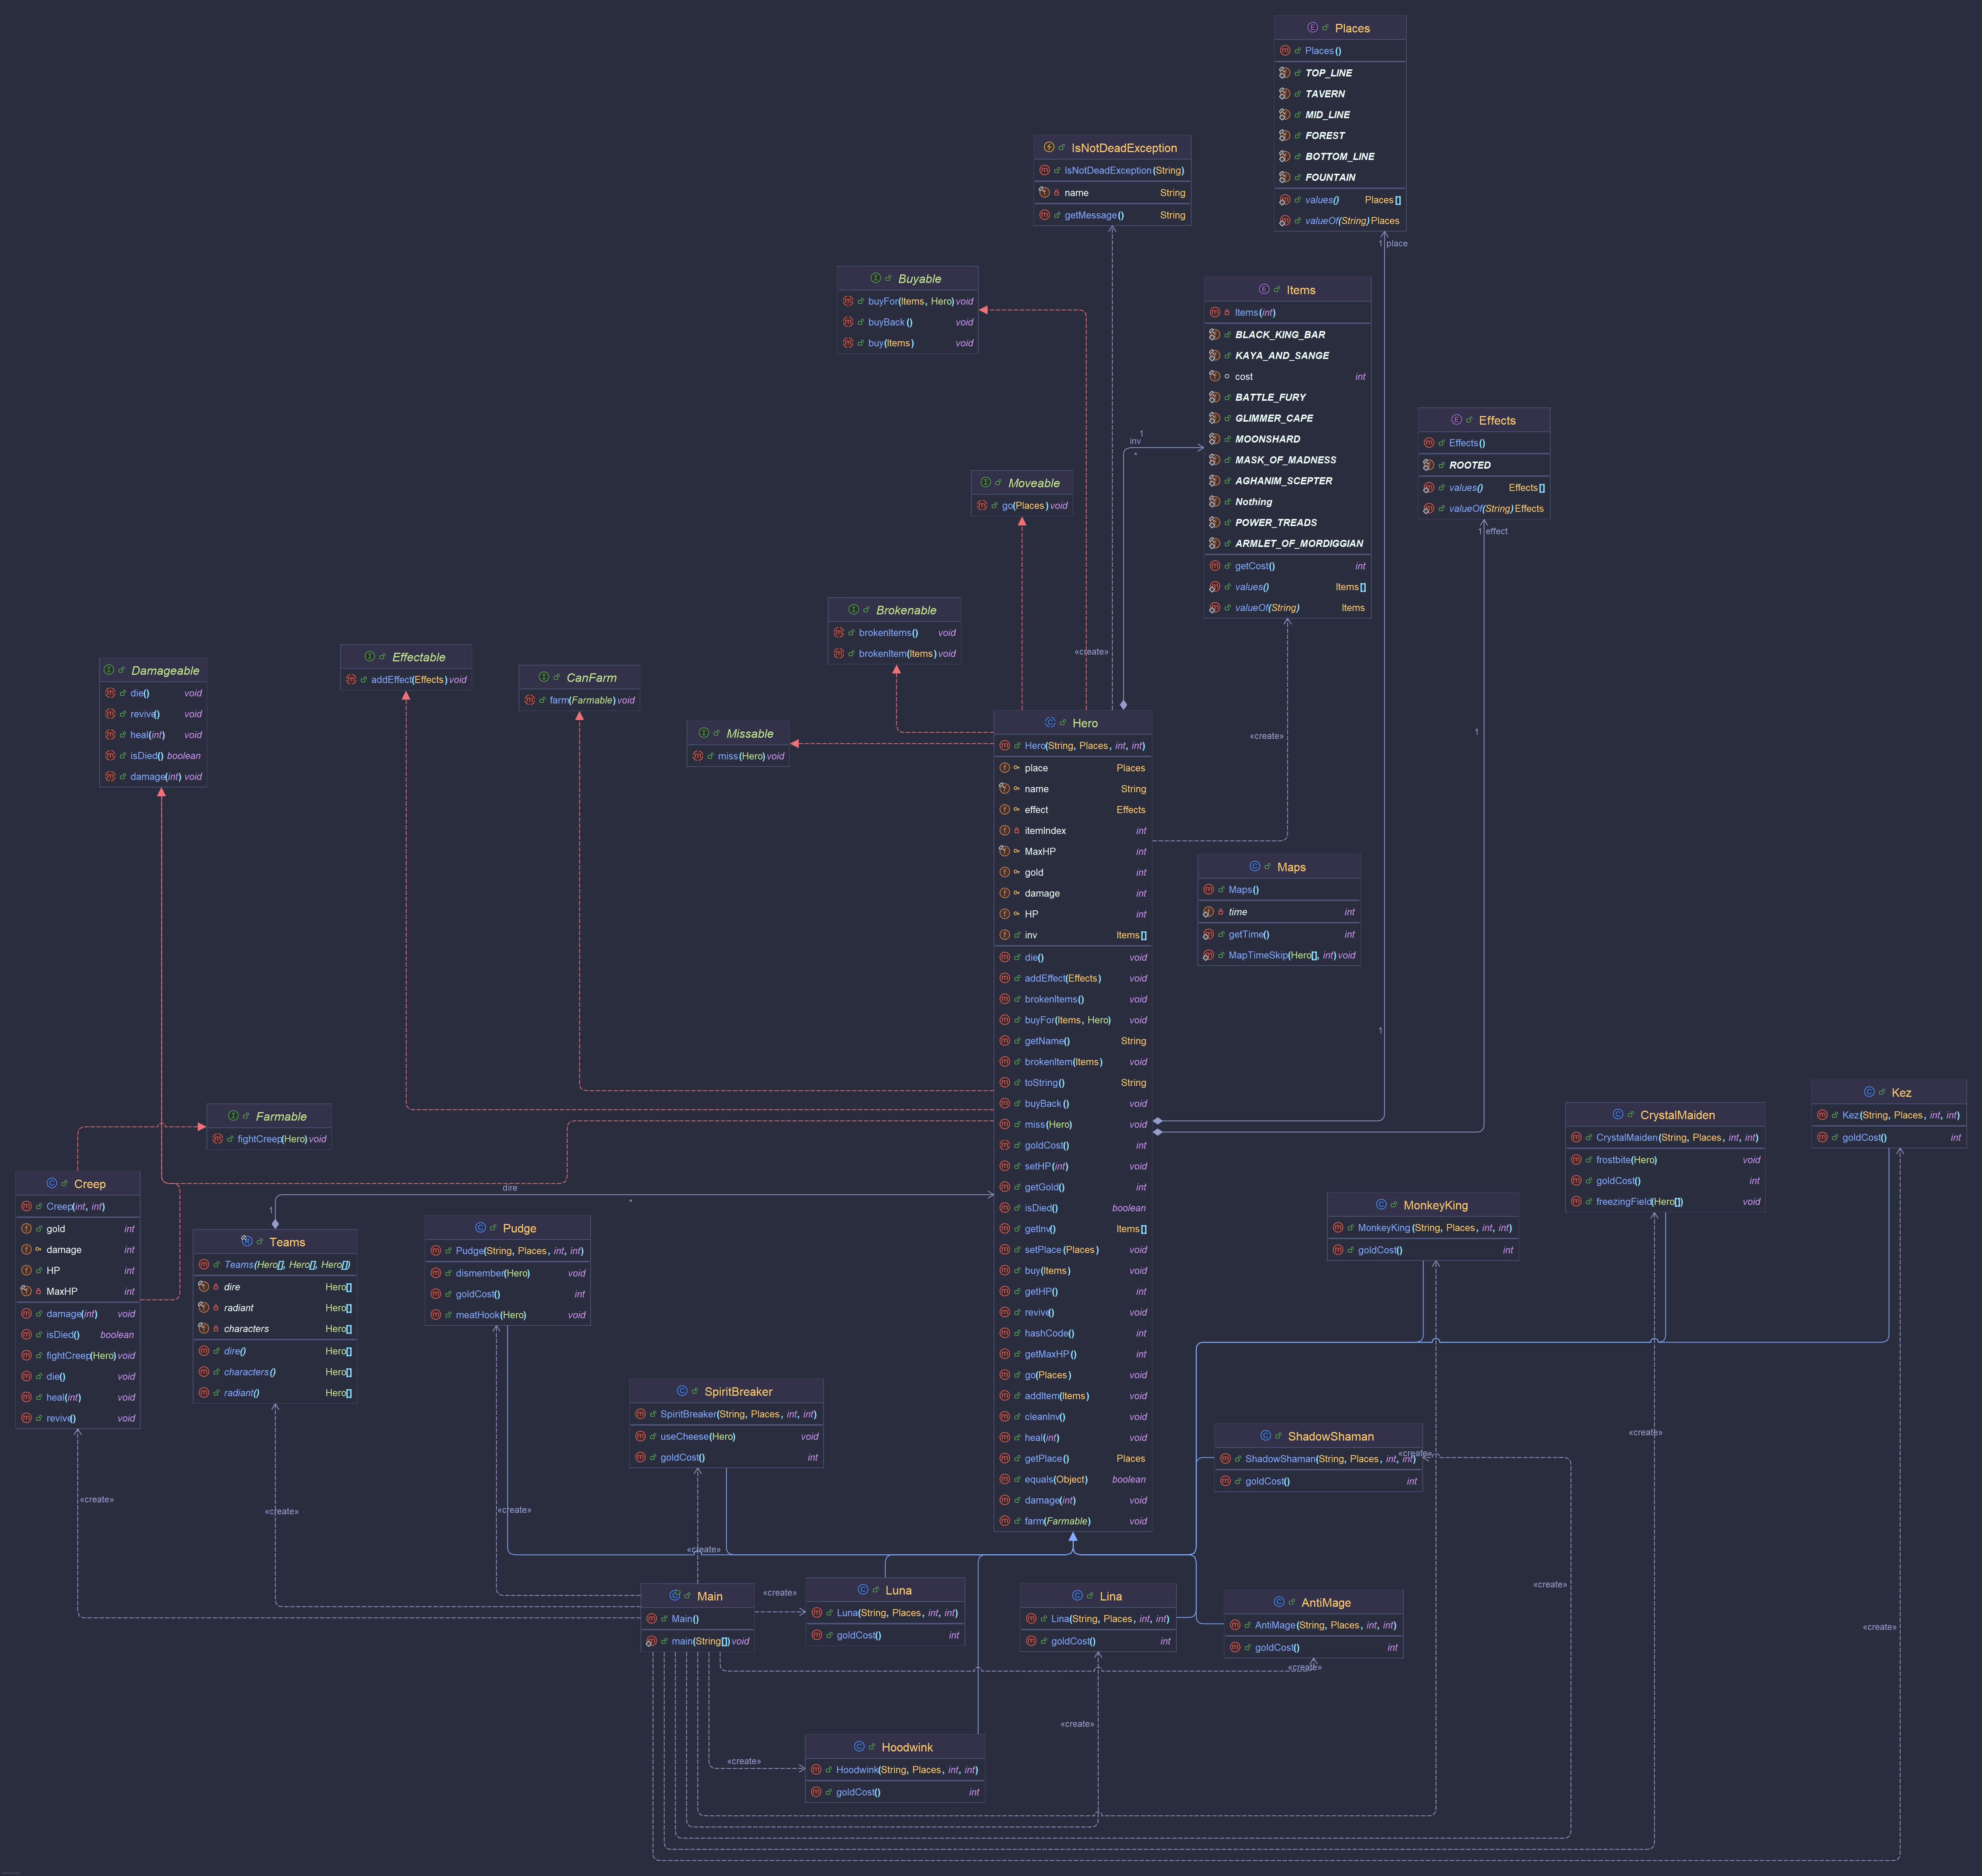 Places
Places()
TOP_LINE
TAVERN
MID_LINE
FOREST
BOTTOM_LINE
FOUNTAIN
values() Places[]
valueOf(String) Places
1 place
IsNotDeadException
IsNotDeadException(String)
name String
getMessage() String
Buyable
buyFor(Items, Hero) void
buyBack() void
buy(Items) void
Items
Items(int)
BLACK_KING_BAR
KAYA_AND_SANGE
cost int
BATTLE_FURY
GLIMMER_CAPE
MOONSHARD
MASK_OF_MADNESS
AGHANIM_SCEPTER
Nothing
POWER_TREADS
ARMLET_OF_MORDIGGIAN
getCost() int
values() Items[]
valueOf(String) Items
1
inv
*
Effects
Effects()
ROOTED
values() Effects[]
valueOf(String) Effects
1 effect
Moveable
go(Places) void
Brokenable
brokenItems() void
brokenItem(Items) void
Effectable
addEffect(Effects) void
Damageable
die() void
revive() void
heal(int) void
isDied() boolean
damage(int) void
CanFarm
farm(Farmable) void
Missable
miss(Hero) void
«create»
«create»
1
1
Hero
Hero(String, Places, int, int)
place Places
name String
effect Effects
itemIndex int
MaxHP int
gold int
damage int
HP int
inv Items[]
die() void
addEffect(Effects) void
brokenItems() void
buyFor(Items, Hero) void
getName() String
brokenItem(Items) void
toString() String
buyBack() void
miss(Hero) void
goldCost() int
setHP(int) void
getGold() int
isDied() boolean
getInv() Items[]
setPlace(Places) void
buy(Items) void
getHP() int
revive() void
hashCode() int
getMaxHP() int
go(Places) void
addItem(Items) void
cleanInv() void
heal(int) void
getPlace() Places
equals(Object) boolean
damage(int) void
farm(Farmable) void
Maps
Maps()
time int
getTime() int
MapTimeSkip(Hero[], int) void
Farmable
fightCreep(Hero) void
Creep
Creep(int, int)
gold int
damage int
HP int
MaxHP int
damage(int) void
isDied() boolean
fightCreep(Hero) void
die() void
heal(int) void
revive() void
dire
*
1
Teams
Teams(Hero[], Hero[], Hero[])
dire Hero[]
radiant Hero[]
characters Hero[]
dire() Hero[]
characters() Hero[]
radiant() Hero[]
Pudge
Pudge(String, Places, int, int)
dismember(Hero) void
goldCost() int
meatHook(Hero) void
SpiritBreaker
SpiritBreaker(String, Places, int, int)
useCheese(Hero) void
goldCost() int
Kez
Kez(String, Places, int, int)
goldCost() int
CrystalMaiden
CrystalMaiden(String, Places, int, int)
frostbite(Hero) void
goldCost() int
freezingField(Hero[]) void
MonkeyKing
MonkeyKing(String, Places, int, int)
goldCost() int
ShadowShaman
«create»
ShadowShaman(String, Places, int, int)
goldCost() int
«create»
«create»
«create»
«create»
«create»
«create»
«create»
«create»
Main
Main()
main(String[]) void
Luna
Luna(String, Places, int, int)
goldCost() int
Lina
Lina(String, Places, int, int)
goldCost() int
AntiMage
AntiMage(String, Places, int, int)
goldCost() int
«create»
«create»
«create»
Hoodwink
Hoodwink(String, Places, int, int)
goldCost() int